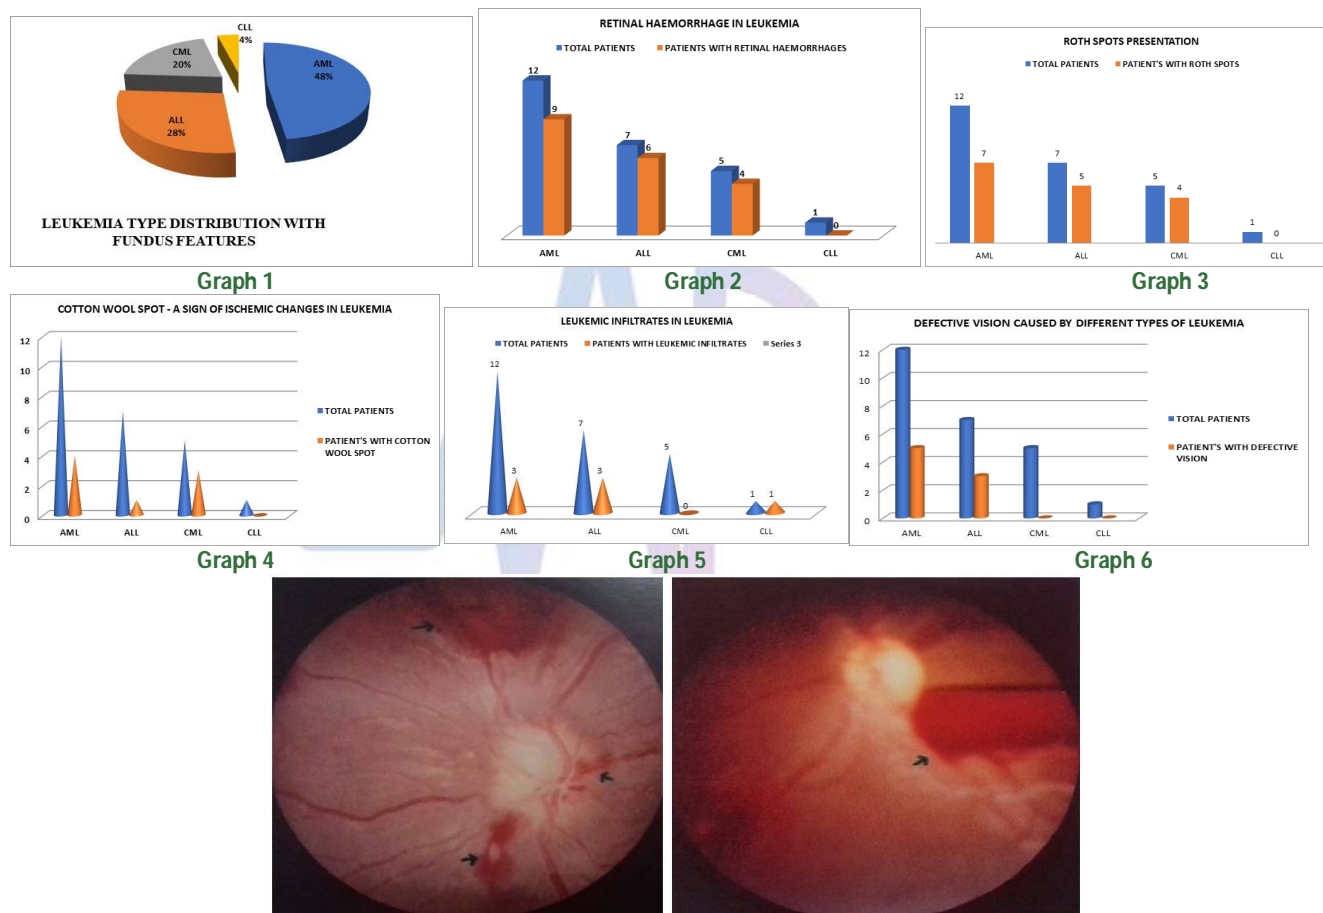 CLL
4%
CML
20%
AML
48%
ALL
28%
LEUKEMIA TYPE DISTRIBUTION WITH
FUNDUS FEATURES
Graph 1
RETINAL HAEMORRHAGE IN LEUKEMIA
TOTAL PATIENTS PATIENTS WITH RETINAL HAEMORRHAGES
12
9
7
6
5
4
1
0
AML ALL CML CLL
Graph 2
ROTH SPOTS PRESENTATION
TOTAL PATIENTS PATIENT'S WITH ROTH SPOTS
12
7
7
5
5
4
1
0
AML ALL CML CLL
Graph 3
COTTON WOOL SPOT - A SIGN OF ISCHEMIC CHANGES IN LEUKEMIA
12
10
8
6
4
2
0
AML ALL CML CLL
TOTAL PATIENTS
PATIENT'S WITH COTTON
WOOL SPOT
Graph 4
LEUKEMIC INFILTRATES IN LEUKEMIA
TOTAL PATIENTS PATIENTS WITH LEUKEMIC INFILTRATES Series 3
12
3
7
3
5
0
1 1
AML ALL CML CLL
Graph 5
DEFECTIVE VISION CAUSED BY DIFFERENT TYPES OF LEUKEMIA
12
10
8
6
4
2
0
AML ALL CML CLL
TOTAL PATIENTS
PATIENT'S WITH DEFECTIVE
VISION
Graph 6